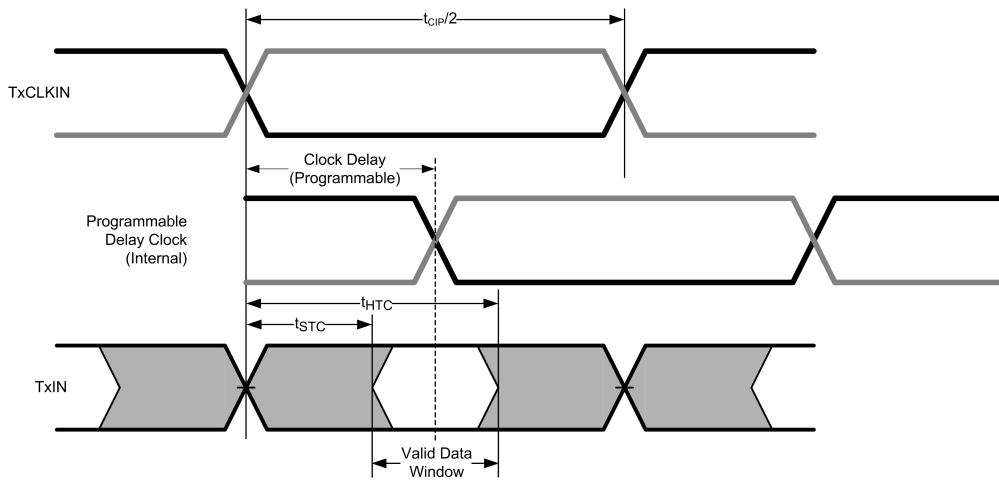 tCIP/2
TxCLKIN
Clock Delay
(Programmable)
Programmable
Delay Clock
(Internal)
tHTC
tSTC
TxIN
Valid Data
Window